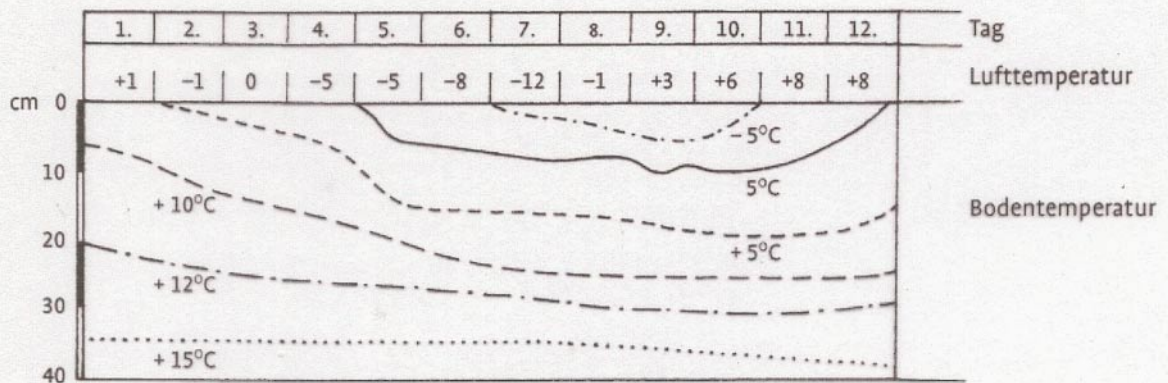 1. 2. 3. 4. 5. 6. 7. 8. 9. 10. 11. 12. Tag
+1 −1 0 −5 −5 −8 −12 −1 +3 +6 +8 +8 Lufttemperatur
cm 0
−5°C
10
5°C
+10°C
Bodentemperatur
20
+5°C
+12°C
30
+15°C
40